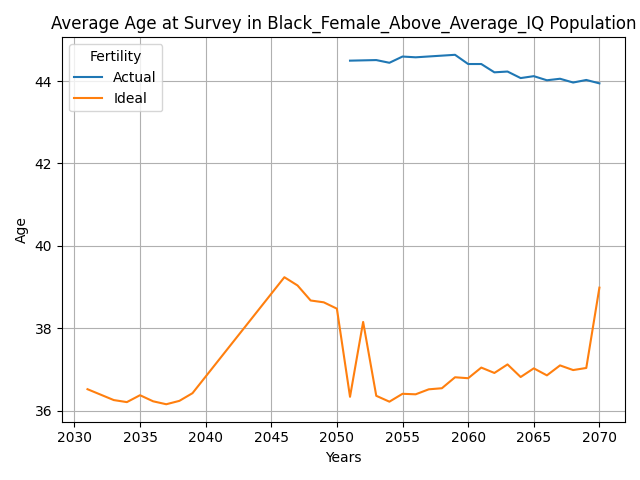 Average Age at Survey in Black_Female_Above_Average_IQ Population
Fertility
Actual
Ideal
Age
44
42
40
38
36
2030 2035 2040 2045 2050 2055 2060 2065 2070
Years